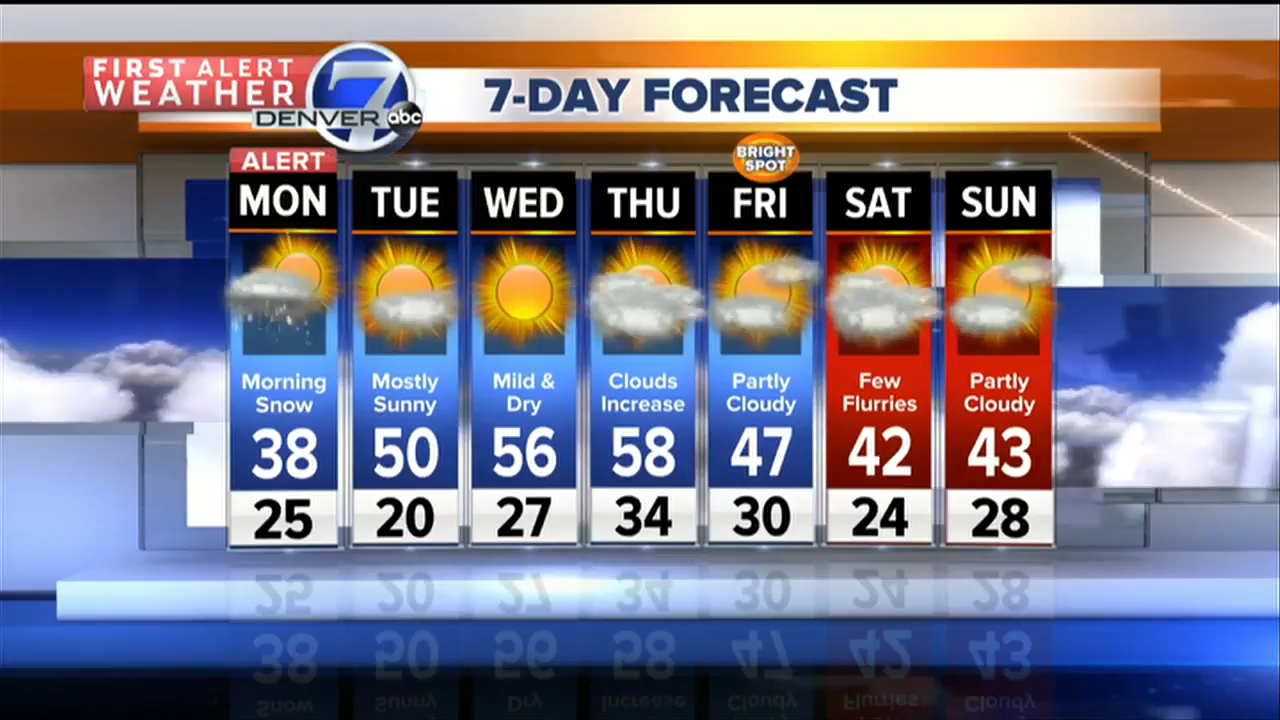 FIRST ALERT
WEATHER
7
DENVER
abc
7-DAY FORECAST
ALERT
BRIGHT
SPOT
MON
TUE
WED
THU
FRI
SAT
SUN
Morning
Snow
Mostly
Sunny
Mild &
Dry
Clouds
Increase
Partly
Cloudy
Few
Flurries
Partly
Cloudy
38
50
56
58
47
42
43
25
20
27
34
30
24
28